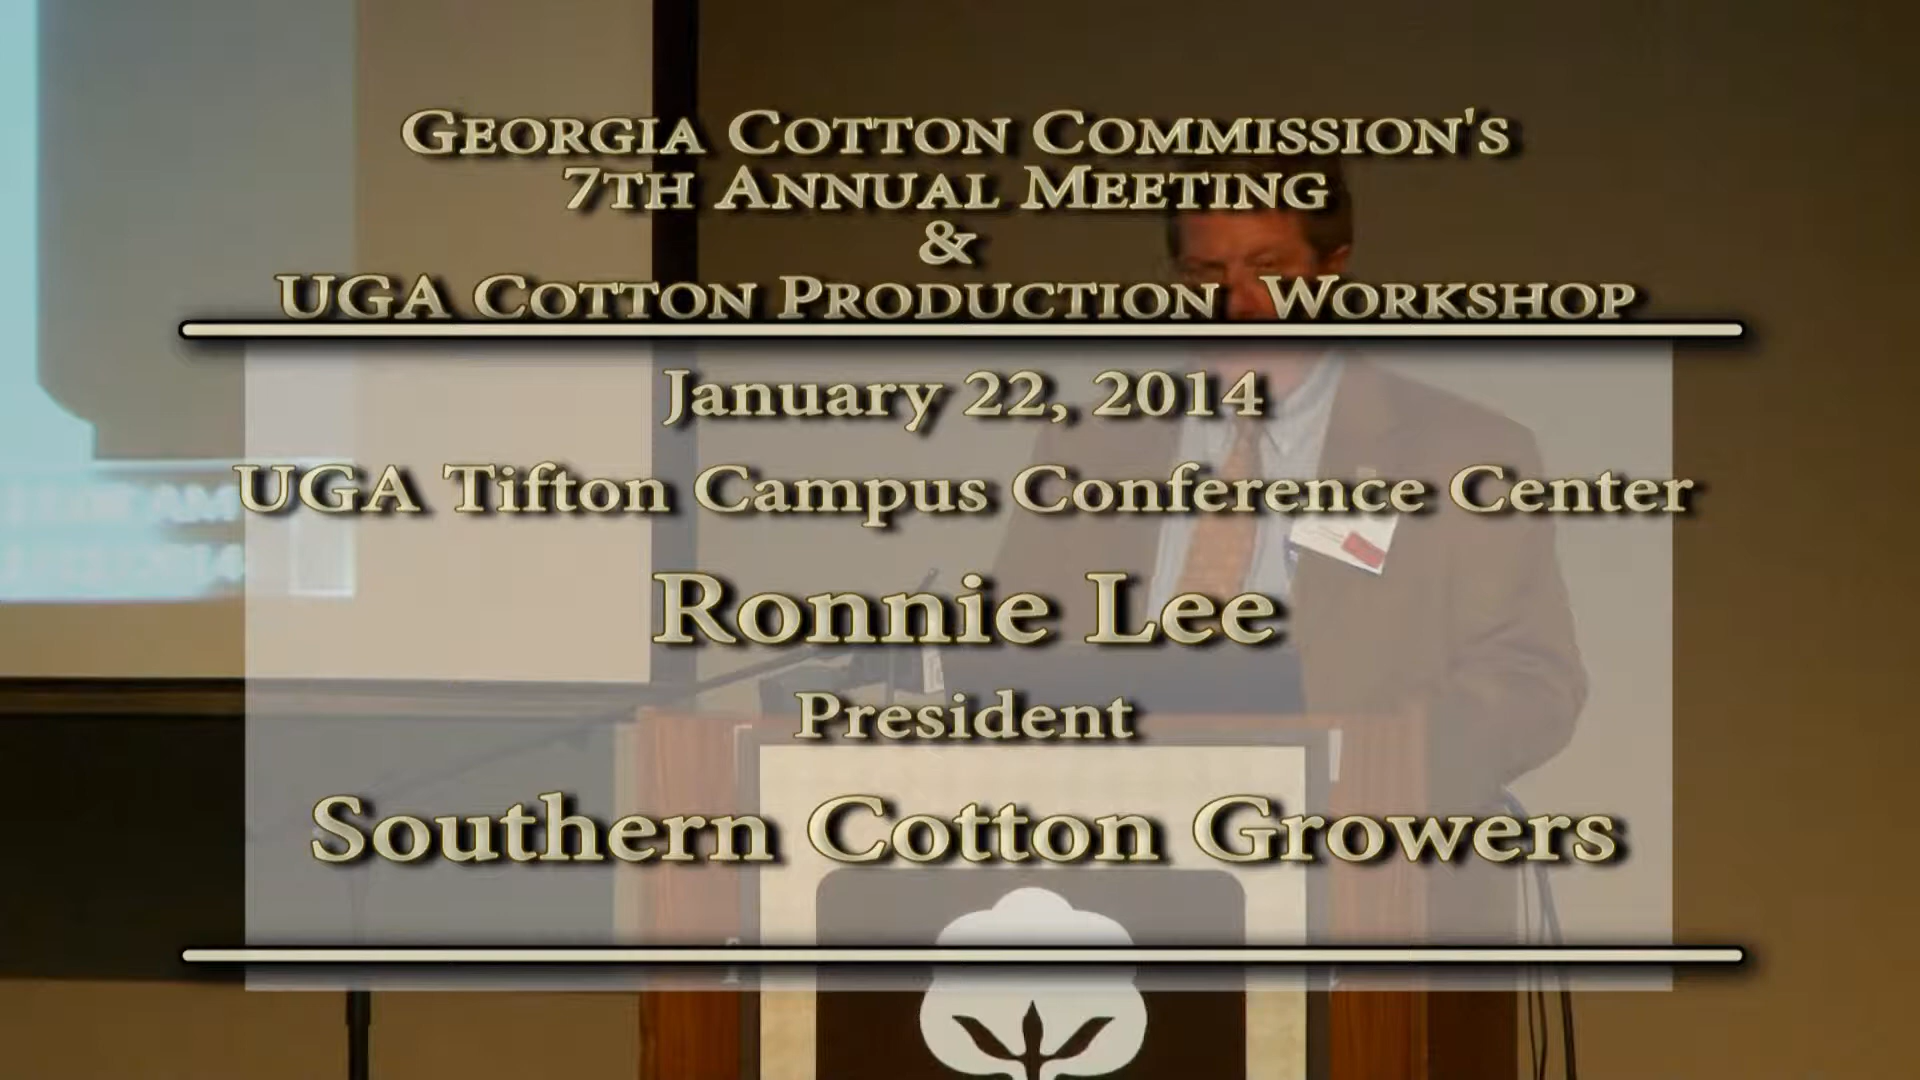 Georgia Cotton Commission's
7th Annual Meeting
&
UGA Cotton Production Workshop
January 22, 2014
UGA Tifton Campus Conference Center
Ronnie Lee
President
Southern Cotton Growers